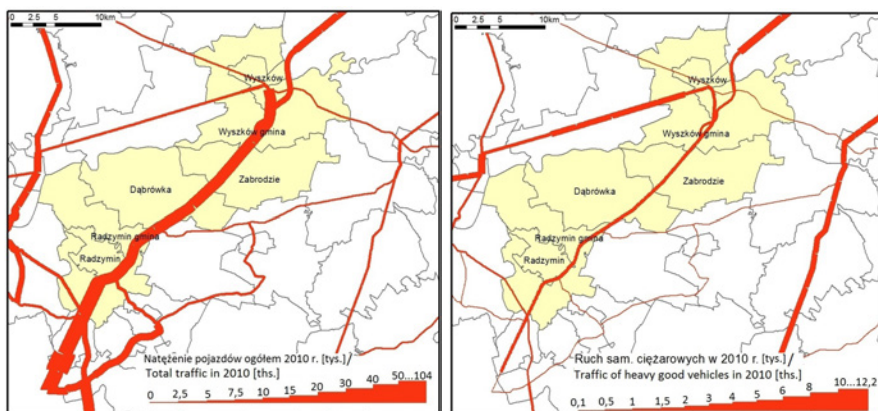 0 2.5 5 10km
Wyszków
Wyszków gmina
Dąbrówka
Zabrodzie
Radzymin gmina
Radzymin
Natężenie pojazdów ogółem 2010 r. [tys.]/
Total traffic in 2010 [ths.]
0 2,5 5 7,5 10 15 20 30 40 50...104
0 2.5 5 10km
Wyszków
Wyszków gmina
Dąbrówka
Zabrodzie
Radzymin gmina
Radzymin
Ruch sam. ciężarowych w 2010 r. [tys.]/
Traffic of heavy good vehicles in 2010 [ths.]
0,1 0,5 1 1,5 2 3 4 5 6 8 10...12,2